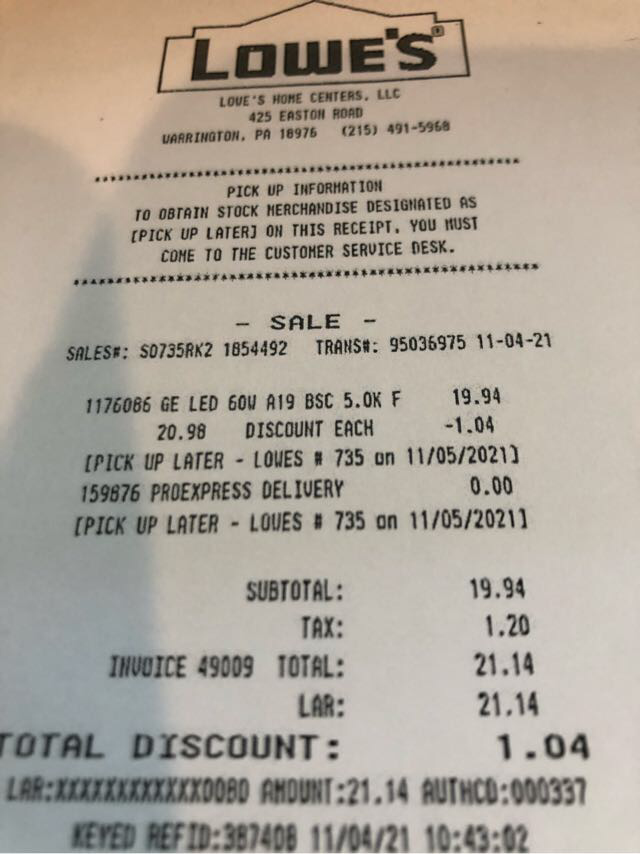 LOWE'S®
LOWE'S HOME CENTERS, LLC
425 EASTON ROAD
WARRINGTON, PA 18976 (215) 491-5968
************************************************
PICK UP INFORMATION
TO OBTAIN STOCK MERCHANDISE DESIGNATED AS
[PICK UP LATER] ON THIS RECEIPT, YOU MUST
COME TO THE CUSTOMER SERVICE DESK.
************************************************
- SALE -
SALES#: S0735RK2 1854492 TRANS#: 95036975 11-04-21
1176086 GE LED 60W A19 BSC 5.0K F 19.94
20.98 DISCOUNT EACH -1.04
[PICK UP LATER - LOWES # 735 on 11/05/2021]
159876 PROEXPRESS DELIVERY 0.00
[PICK UP LATER - LOWES # 735 on 11/05/2021]
SUBTOTAL: 19.94
TAX: 1.20
INVOICE 49009 TOTAL: 21.14
LAR: 21.14
TOTAL DISCOUNT: 1.04
LAR:XXXXXXXXXXXX0080 AMOUNT:21.14 AUTHCD:000337
KEYED REFID:387408 11/04/21 10:43:02